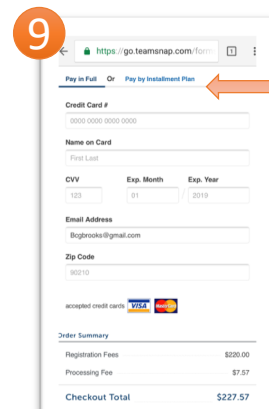 9
https://go.teamsnap.com/form 1
Pay in Full Or Pay by Installment Plan
Credit Card #
0000 0000 0000 0000
Name on Card
First Last
CVV Exp. Month Exp. Year
123 01 / 2019
Email Address
Bcgbrooks@gmail.com
Zip Code
90210
accepted credit cards VISA MasterCard
Order Summary
Registration Fees $220.00
Processing Fee $7.57
Checkout Total $227.57